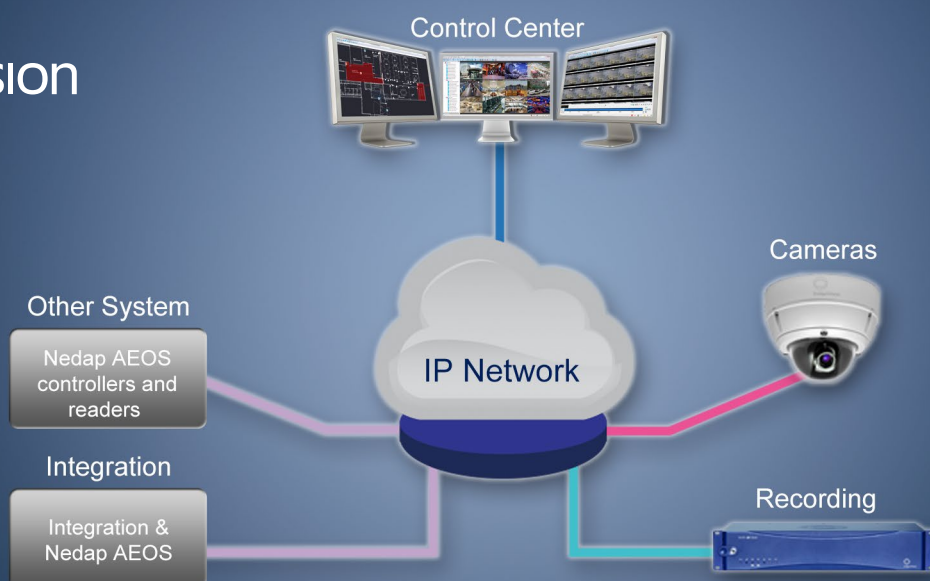 Control Center
sion
Cameras
Other System
Nedap AEOS
controllers and
readers
IP Network
Integration
Integration &
Nedap AEOS
Recording